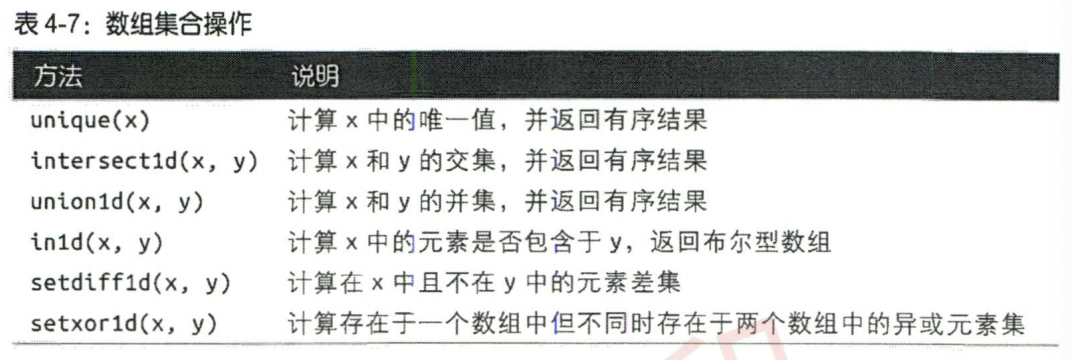 表 4-7：数组集合操作
方法 说明
unique(x) 计算 x 中的唯一值，并返回有序结果
intersect1d(x, y) 计算 x 和 y 的交集，并返回有序结果
union1d(x, y) 计算 x 和 y 的并集，并返回有序结果
in1d(x, y) 计算 x 中的元素是否包含于 y，返回布尔型数组
setdiff1d(x, y) 计算在 x 中且不在 y 中的元素差集
setxor1d(x, y) 计算存在于一个数组中但不同时存在于两个数组中的异或元素集